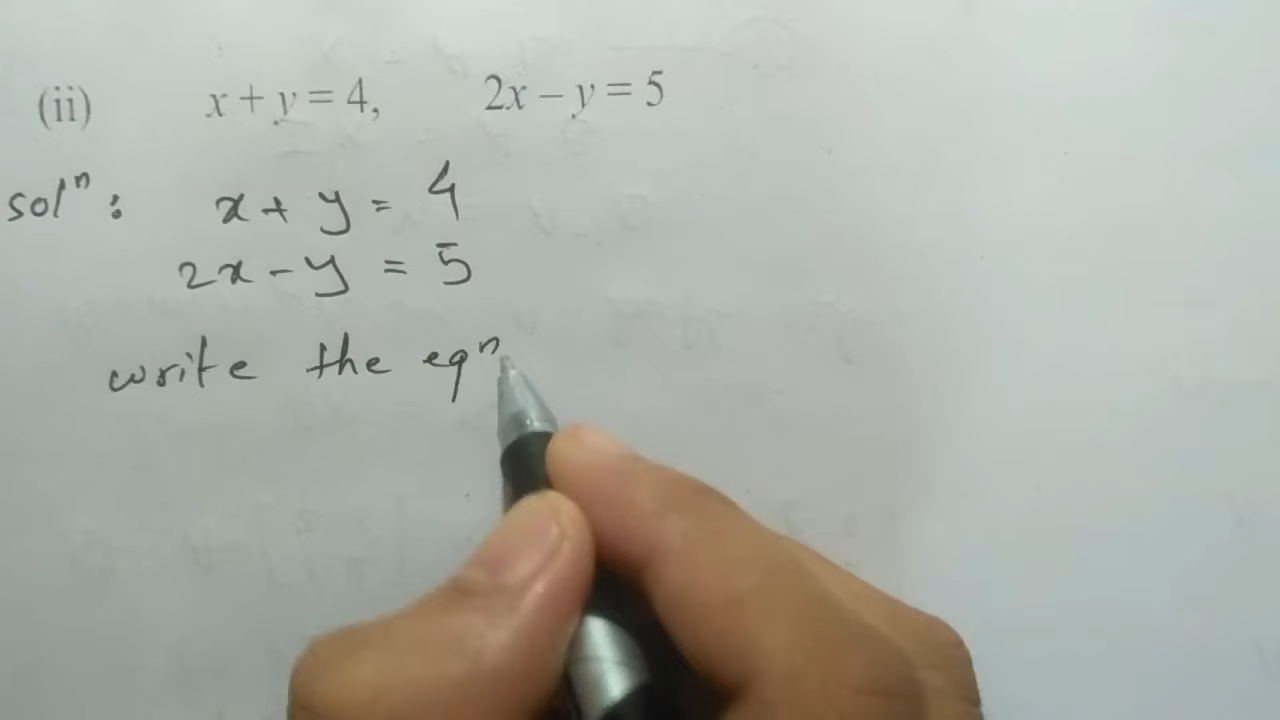 (ii) x + y = 4, 2x – y = 5
solⁿ : x + y = 4
2x - y = 5
write the eqⁿ